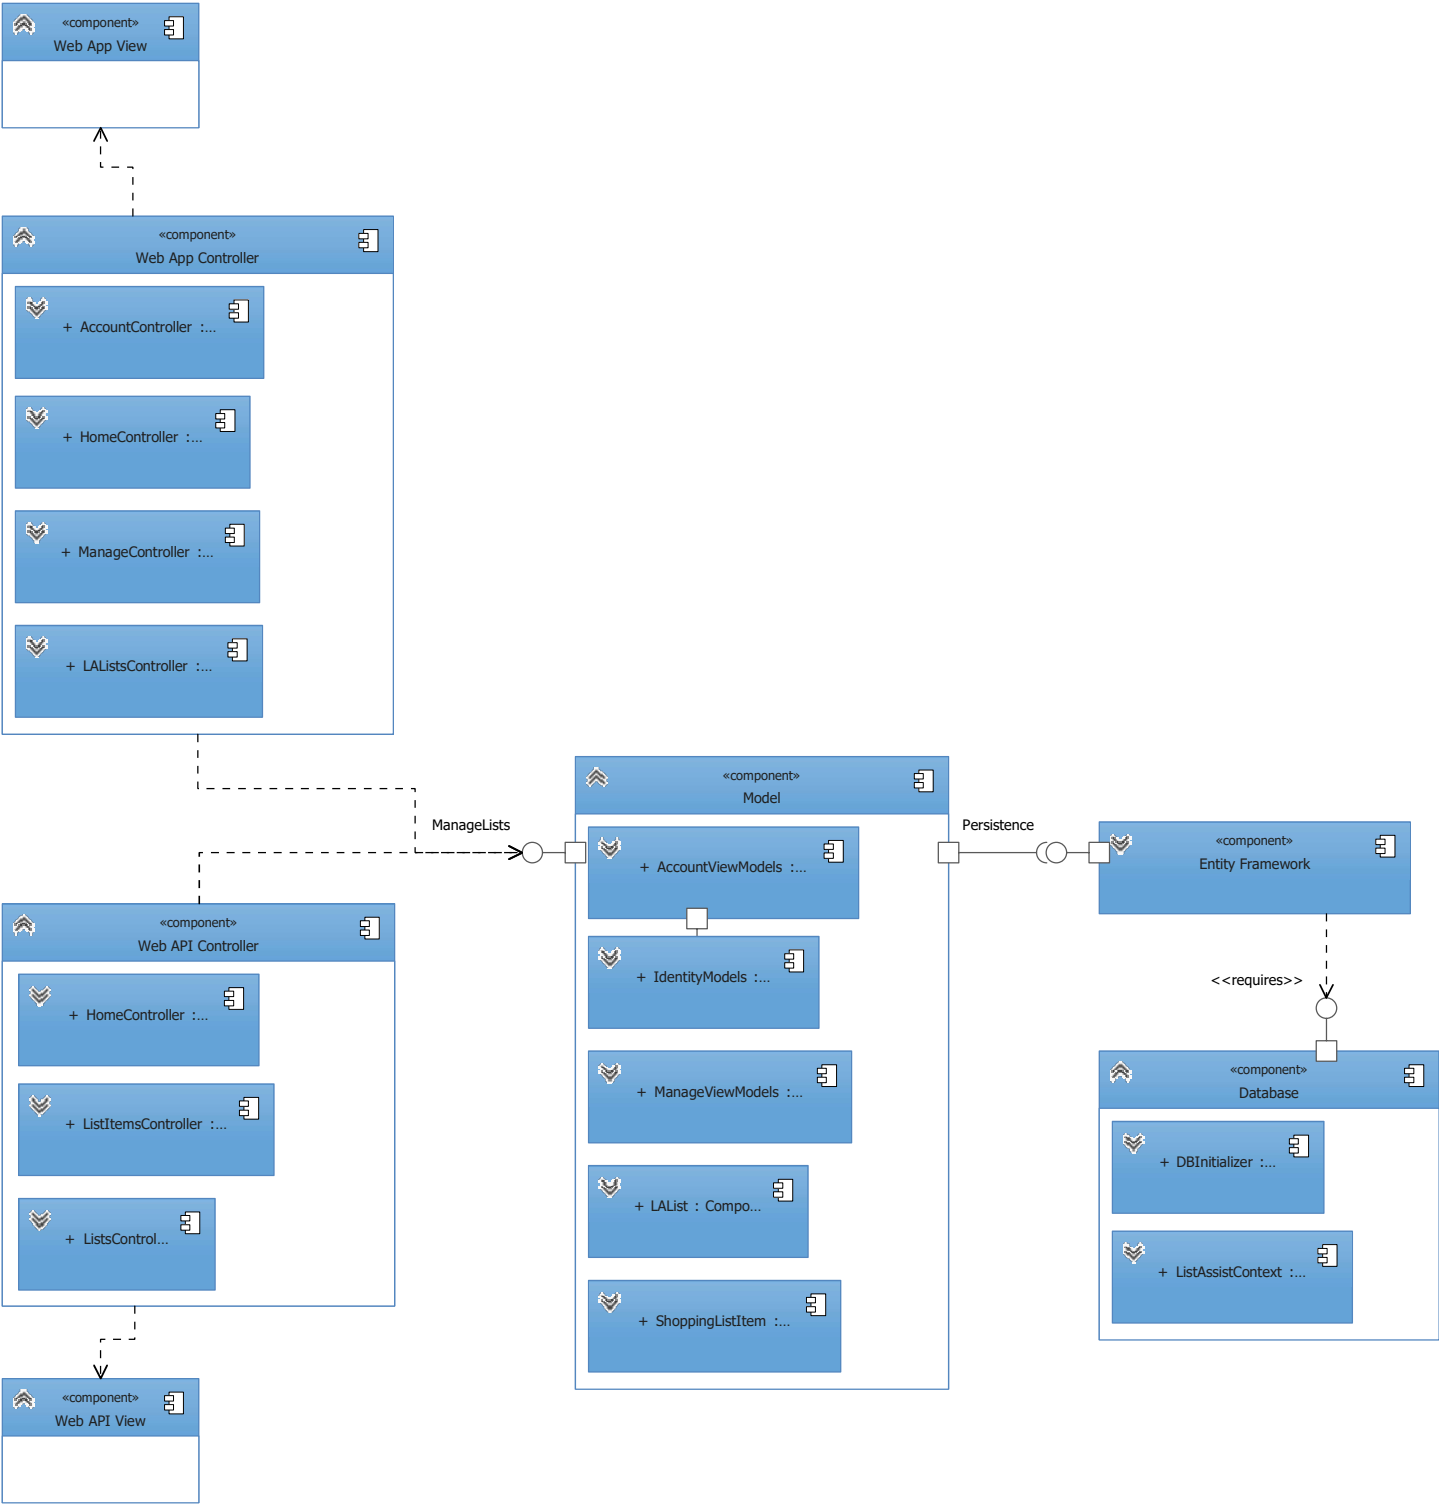 «component»
Web App View
«component»
Web App Controller
+ AccountController :...
+ HomeController :...
+ ManageController :...
+ LAListsController :...
ManageLists
«component»
Web API Controller
+ HomeController :...
+ ListItemsController :...
+ ListsControl...
«component»
Web API View
«component»
Model
+ AccountViewModels :...
+ IdentityModels :...
+ ManageViewModels :...
+ LAList : Compo...
+ ShoppingListItem :...
Persistence
«component»
Entity Framework
<<requires>>
«component»
Database
+ DBInitializer :...
+ ListAssistContext :...